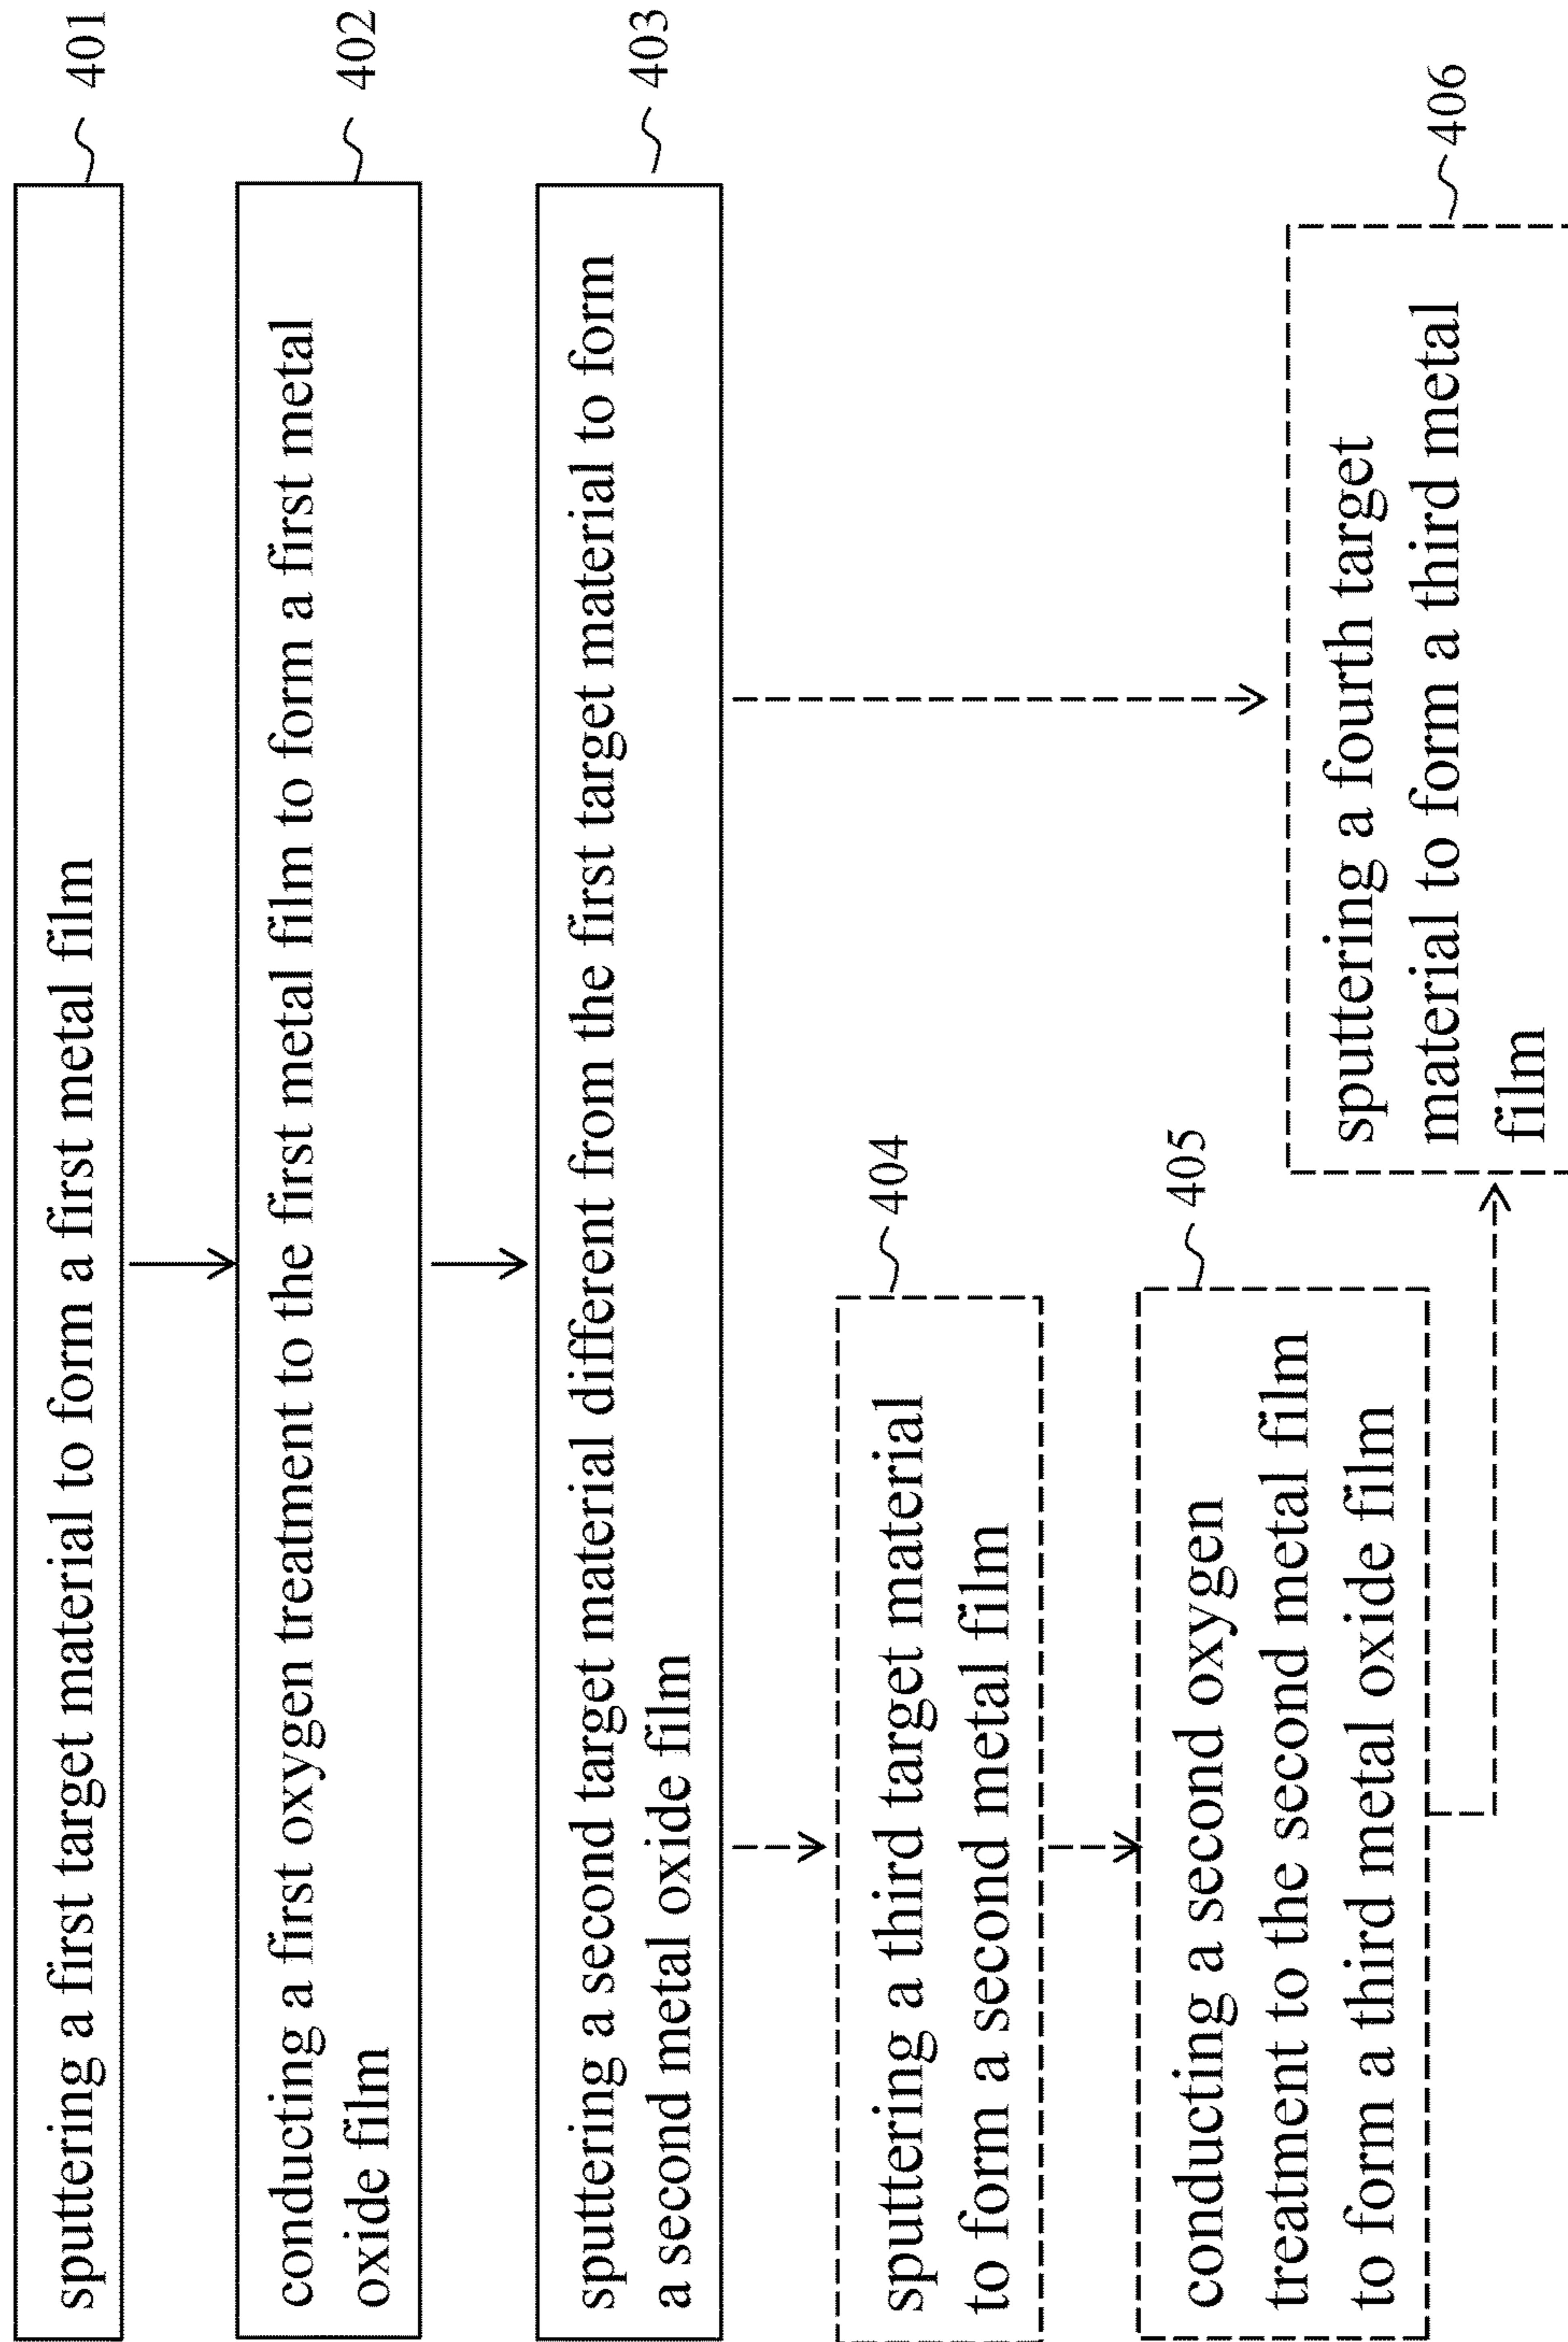 sputtering a first target material to form a first metal film
401
conducting a first oxygen treatment to the first metal film to form a first metal
oxide film
402
sputtering a second target material different from the first target material to form
a second metal oxide film
403
sputtering a third target material
to form a second metal film
404
conducting a second oxygen
treatment to the second metal film
to form a third metal oxide film
405
sputtering a fourth target
material to form a third metal
film
406